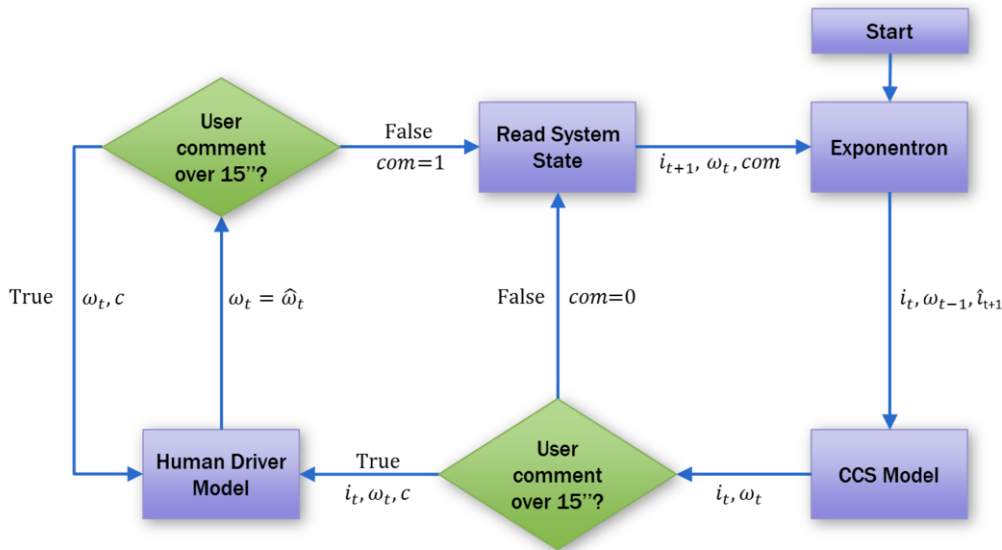 Start
User
comment
over 15”?
False
com=1
Read System
State
i_{t+1}, ω_t, com
Exponentron
True
ω_t, c
ω_t = ω̂_t
False
com=0
i_t, ω_{t−1}, î_{t+1}
Human Driver
Model
True
i_t, ω_t, c
User
comment
over 15”?
i_t, ω_t
CCS Model